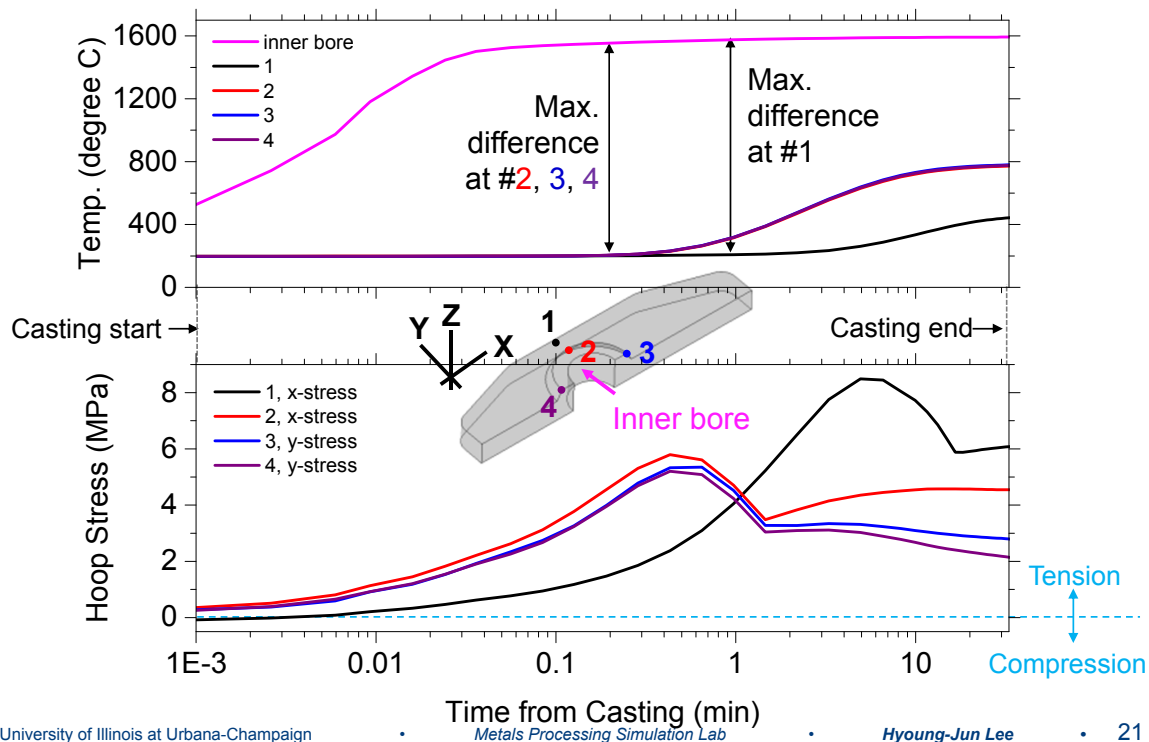 Temp. (degree C)
1600
1200
800
400
0
inner bore
1
2
3
4
Max.
difference
at #2, 3, 4
Max.
difference
at #1
Casting start
Casting end
Y
Z
X
1
2
3
4
Inner bore
Hoop Stress (MPa)
8
6
4
2
0
1, x-stress
2, x-stress
3, y-stress
4, y-stress
Tension
Compression
1E-3
0.01
0.1
1
10
Time from Casting (min)
University of Illinois at Urbana-Champaign • Metals Processing Simulation Lab • Hyoung-Jun Lee • 21